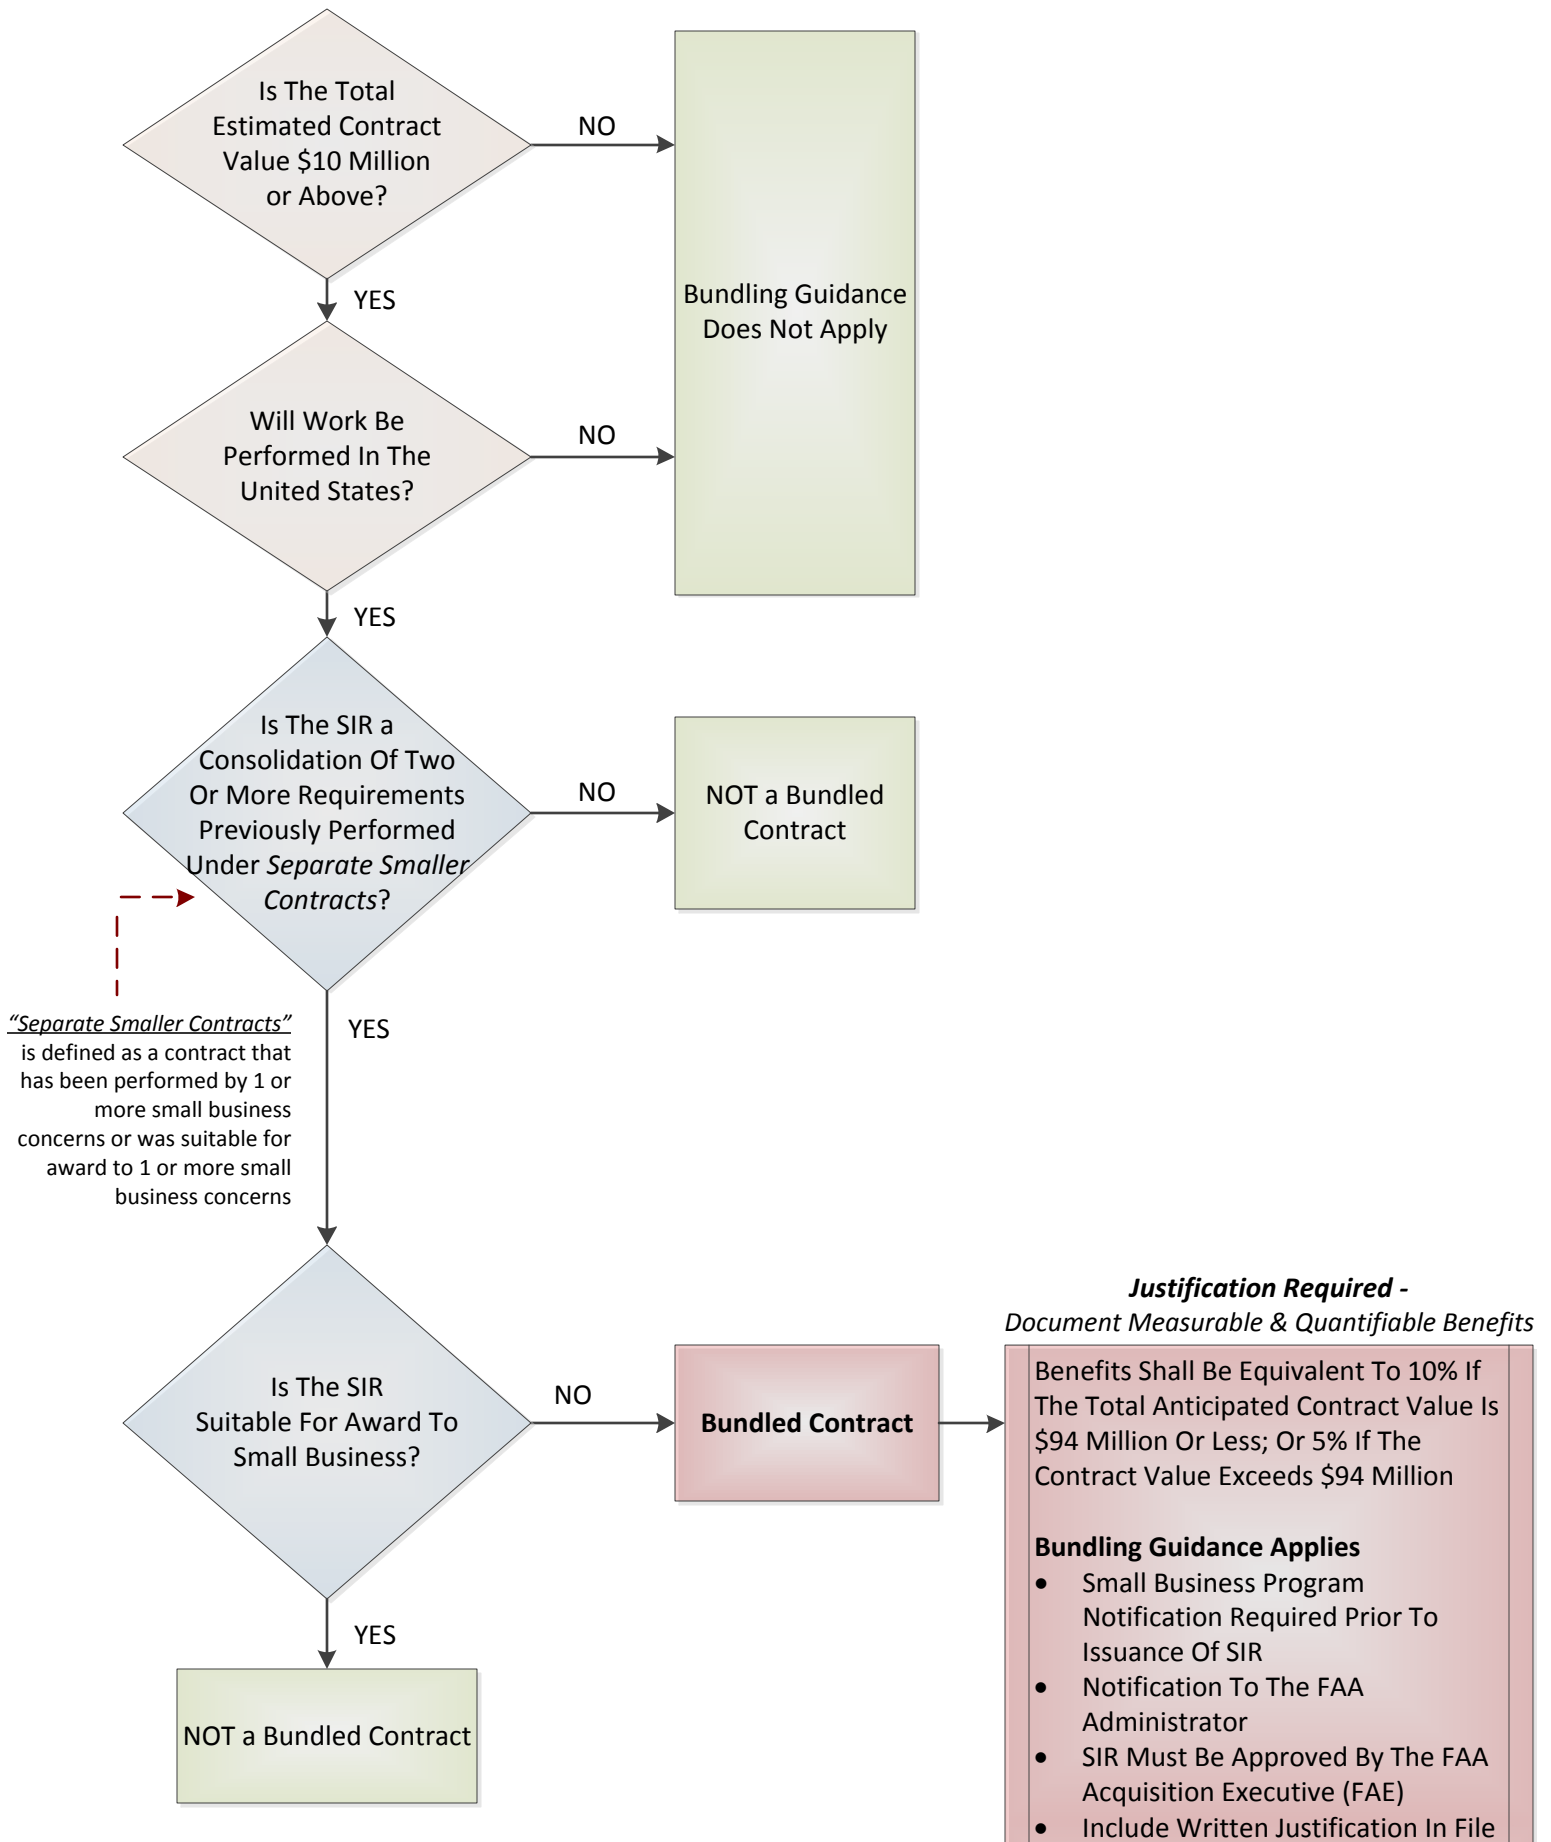 Is The Total
Estimated Contract
Value $10 Million
or Above?
NO
YES
Bundling Guidance
Does Not Apply
Will Work Be
Performed In The
United States?
NO
YES
Is The SIR a
Consolidation Of Two
Or More Requirements
Previously Performed
Under Separate Smaller
Contracts?
NO
NOT a Bundled
Contract
"Separate Smaller Contracts"
is defined as a contract that
has been performed by 1 or
more small business
concerns or was suitable for
award to 1 or more small
business concerns
YES
Is The SIR
Suitable For Award To
Small Business?
NO
Bundled Contract
YES
NOT a Bundled Contract
Justification Required -
Document Measurable & Quantifiable Benefits
Benefits Shall Be Equivalent To 10% If
The Total Anticipated Contract Value Is
$94 Million Or Less; Or 5% If The
Contract Value Exceeds $94 Million
Bundling Guidance Applies
• Small Business Program
Notification Required Prior To
Issuance Of SIR
• Notification To The FAA
Administrator
• SIR Must Be Approved By The FAA
Acquisition Executive (FAE)
• Include Written Justification In File